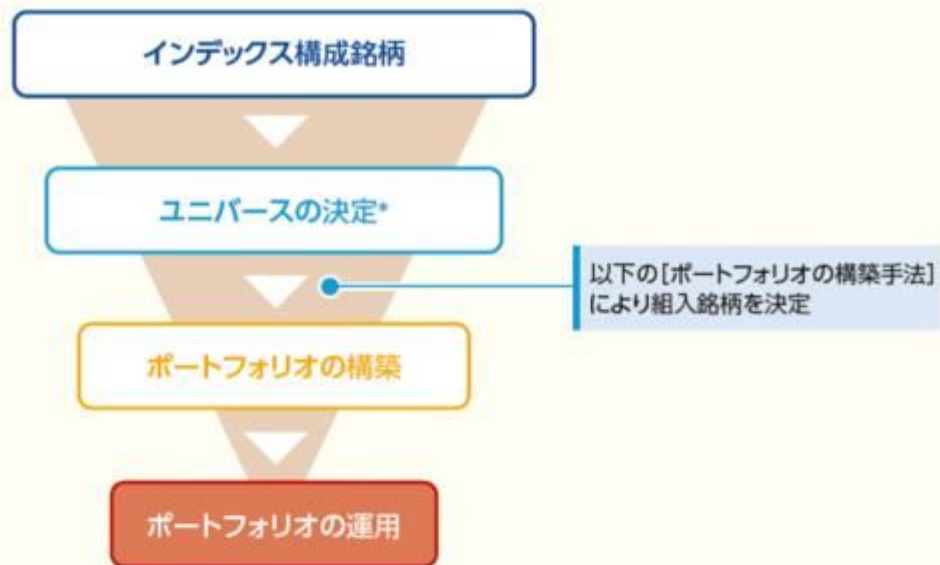 インデックス構成銘柄
ユニバースの決定*
以下の[ポートフォリオの構築手法]
により組入銘柄を決定
ポートフォリオの構築
ポートフォリオの運用